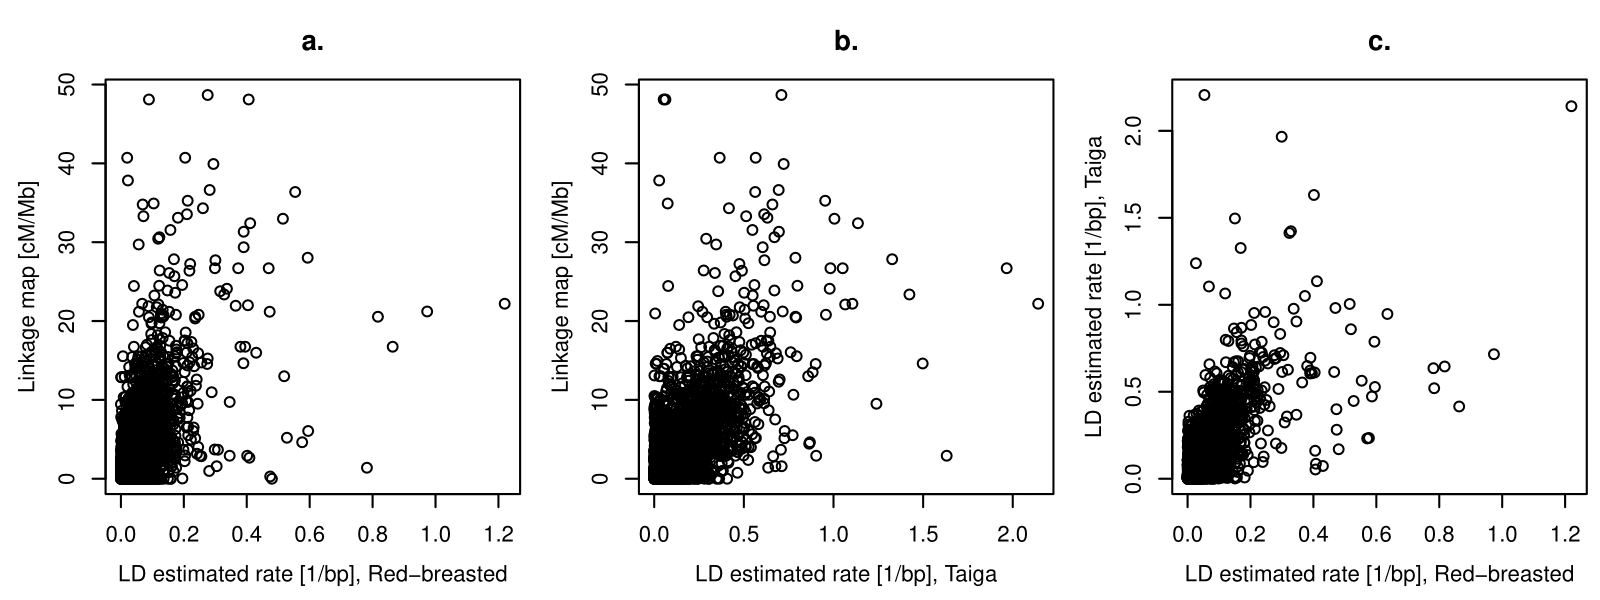 a.
Linkage map [cM/Mb]
50
40
30
20
10
0
0.0 0.2 0.4 0.6 0.8 1.0 1.2
LD estimated rate [1/bp], Red−breasted
b.
Linkage map [cM/Mb]
50
40
30
20
10
0
0.0 0.5 1.0 1.5 2.0
LD estimated rate [1/bp], Taiga
c.
LD estimated rate [1/bp], Taiga
2.0
1.5
1.0
0.5
0.0
0.0 0.2 0.4 0.6 0.8 1.0 1.2
LD estimated rate [1/bp], Red−breasted